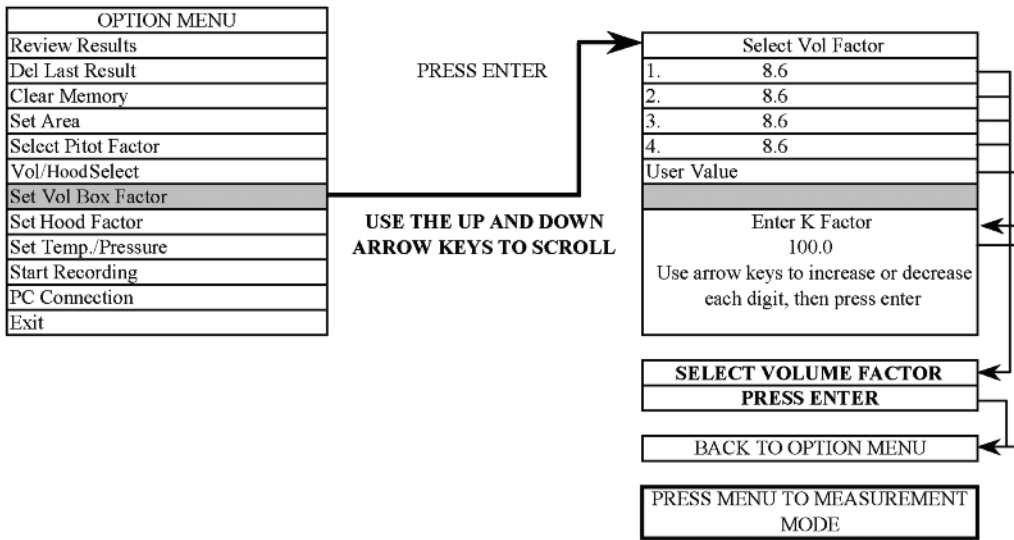 OPTION MENU
Review Results
Del Last Result
Clear Memory
Set Area
Select Pitot Factor
Vol/Hood Select
Set Vol Box Factor
Set Hood Factor
Set Temp./Pressure
Start Recording
PC Connection
Exit
PRESS ENTER
USE THE UP AND DOWN
ARROW KEYS TO SCROLL
Select Vol Factor
1. 8.6
2. 8.6
3. 8.6
4. 8.6
User Value
Enter K Factor
100.0
Use arrow keys to increase or decrease
each digit, then press enter
SELECT VOLUME FACTOR
PRESS ENTER
BACK TO OPTION MENU
PRESS MENU TO MEASUREMENT
MODE